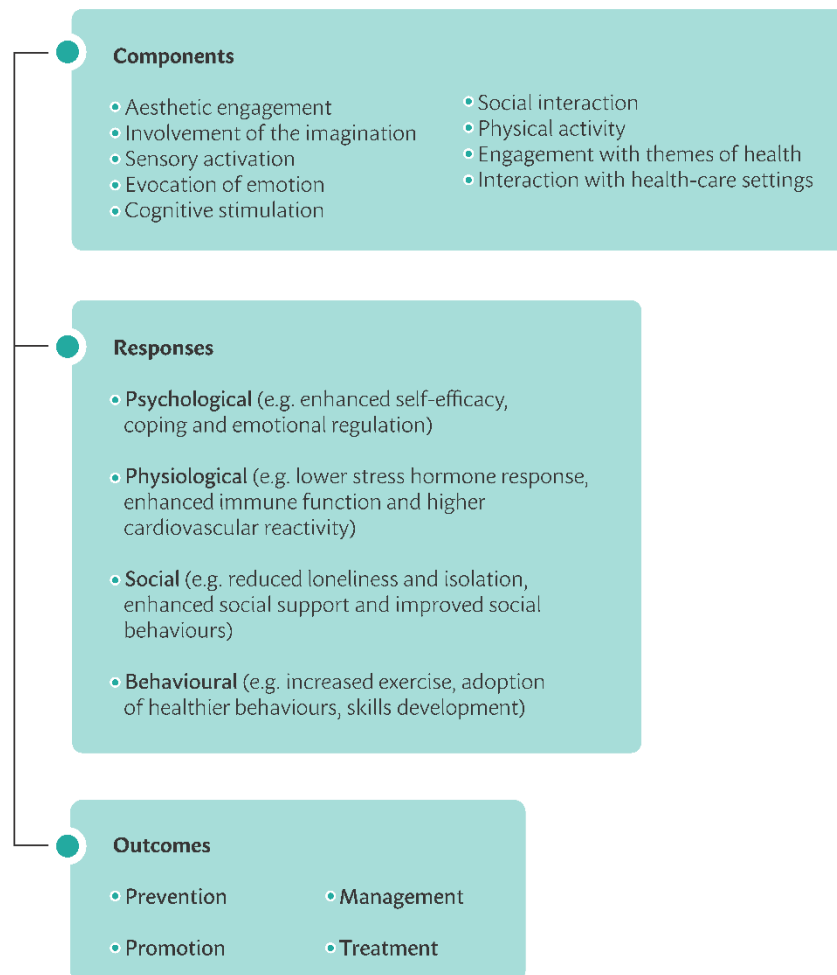 Components
Aesthetic engagement
Involvement of the imagination
Sensory activation
Evocation of emotion
Cognitive stimulation
Social interaction
Physical activity
Engagement with themes of health
Interaction with health-care settings
Responses
Psychological (e.g. enhanced self-efficacy,
coping and emotional regulation)
Physiological (e.g. lower stress hormone response,
enhanced immune function and higher
cardiovascular reactivity)
Social (e.g. reduced loneliness and isolation,
enhanced social support and improved social
behaviours)
Behavioural (e.g. increased exercise, adoption
of healthier behaviours, skills development)
Outcomes
Prevention
Management
Promotion
Treatment